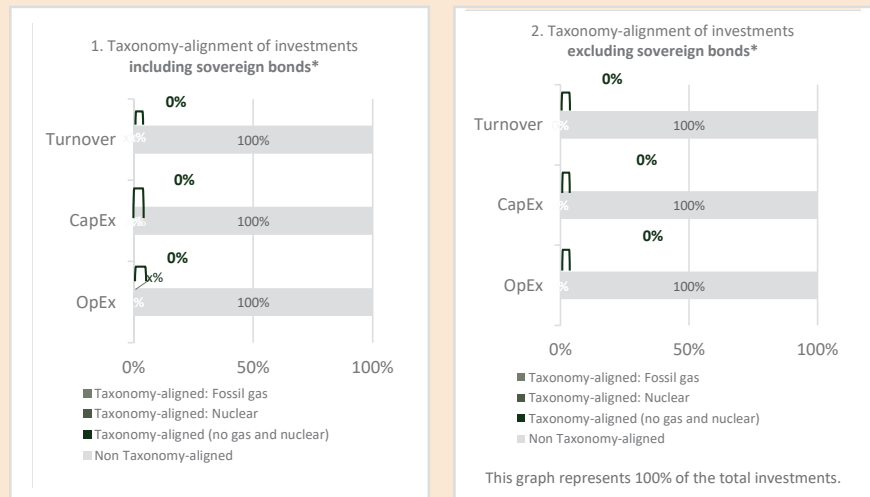 1. Taxonomy-alignment of investments
including sovereign bonds*
0%
Turnover
100%
0%
CapEx
100%
0%
x%
OpEx
%
100%
0% 50% 100%
Taxonomy-aligned: Fossil gas
Taxonomy-aligned: Nuclear
Taxonomy-aligned (no gas and nuclear)
Non Taxonomy-aligned
2. Taxonomy-alignment of investments
excluding sovereign bonds*
0%
Turnover
100%
0%
CapEx
%
100%
0%
OpEx
%
100%
0% 50% 100%
Taxonomy-aligned: Fossil gas
Taxonomy-aligned: Nuclear
Taxonomy-aligned (no gas and nuclear)
Non Taxonomy-aligned
This graph represents 100% of the total investments.